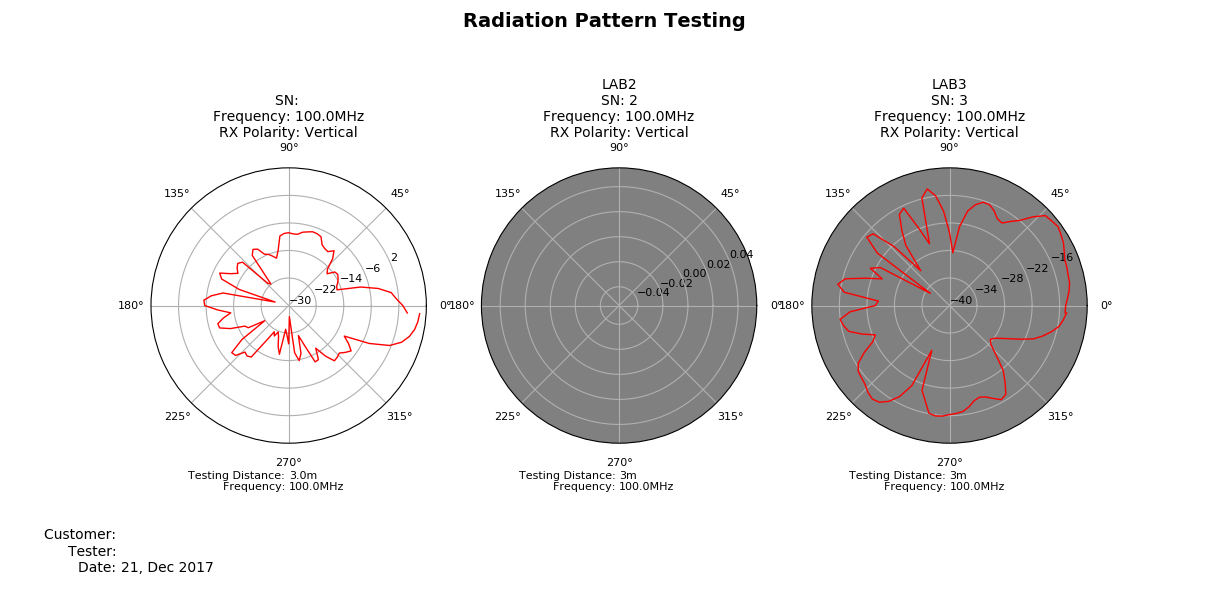 Radiation Pattern Testing
SN:
Frequency: 100.0MHz
RX Polarity: Vertical
90°
135° 45°
2
−6
−14
−22
−30
180° 0°
225° 315°
270°
Testing Distance: 3.0m
Frequency: 100.0MHz
LAB2
SN: 2
Frequency: 100.0MHz
RX Polarity: Vertical
90°
135° 45°
0.04
0.02
0.00
−0.02
−0.04
180° 0°
225° 315°
270°
Testing Distance: 3m
Frequency: 100.0MHz
LAB3
SN: 3
Frequency: 100.0MHz
RX Polarity: Vertical
90°
135° 45°
−16
−22
−28
−34
−40
180° 0°
225° 315°
270°
Testing Distance: 3m
Frequency: 100.0MHz
Customer:
Tester:
Date: 21, Dec 2017